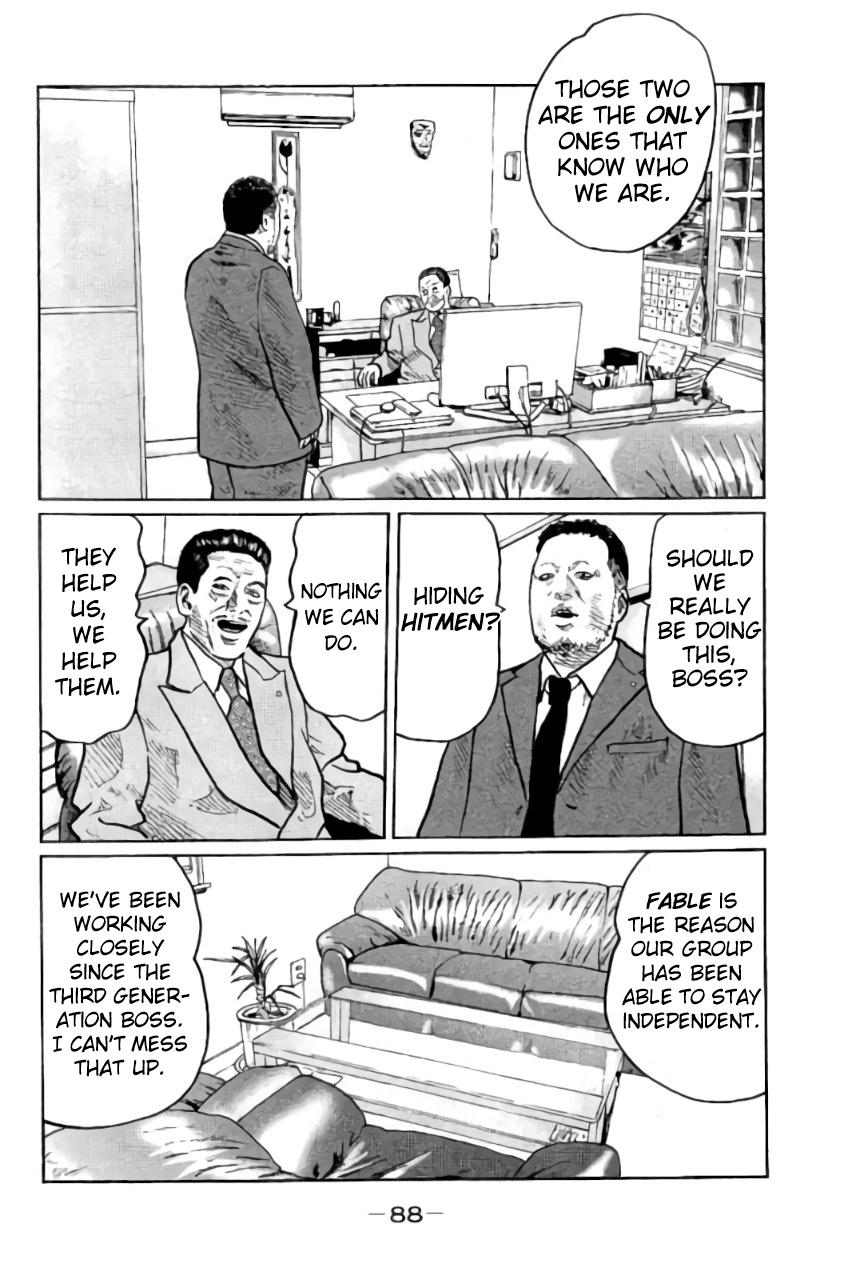 THOSE TWO
ARE THE ONLY
ONES THAT
KNOW WHO
WE ARE.
SHOULD
WE
REALLY
BE DOING
THIS,
BOSS?
HIDING
HITMEN?
NOTHING
WE CAN
DO.
THEY
HELP
US,
WE
HELP
THEM.
FABLE IS
THE REASON
OUR GROUP
HAS BEEN
ABLE TO STAY
INDEPENDENT.
WE'VE BEEN
WORKING
CLOSELY
SINCE THE
THIRD GENER-
ATION BOSS.
I CAN'T MESS
THAT UP.
—88—